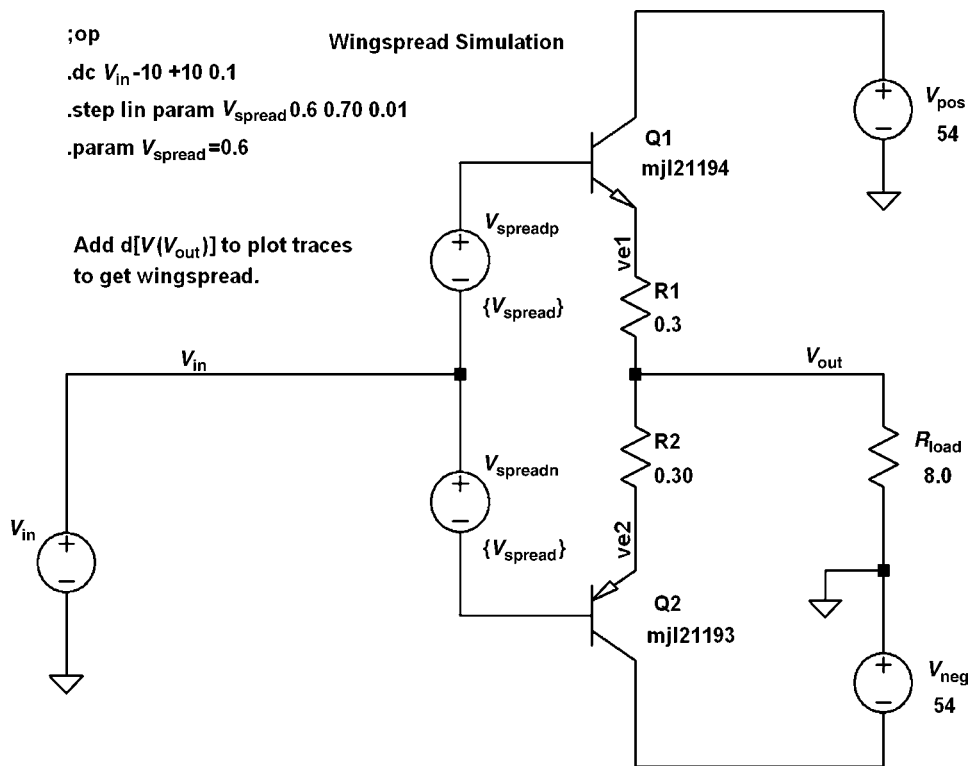 ;op
Wingspread Simulation
.dc Vin -10 +10 0.1
.step lin param Vspread 0.6 0.70 0.01
.param Vspread=0.6
Add d[V(Vout)] to plot traces
to get wingspread.
Vpos
54
Q1
mjl21194
Vspreadp
{Vspread}
ve1
R1
0.3
Vin
Vout
R2
0.30
Rload
8.0
Vspreadn
{Vspread}
ve2
Vin
Q2
mjl21193
Vneg
54